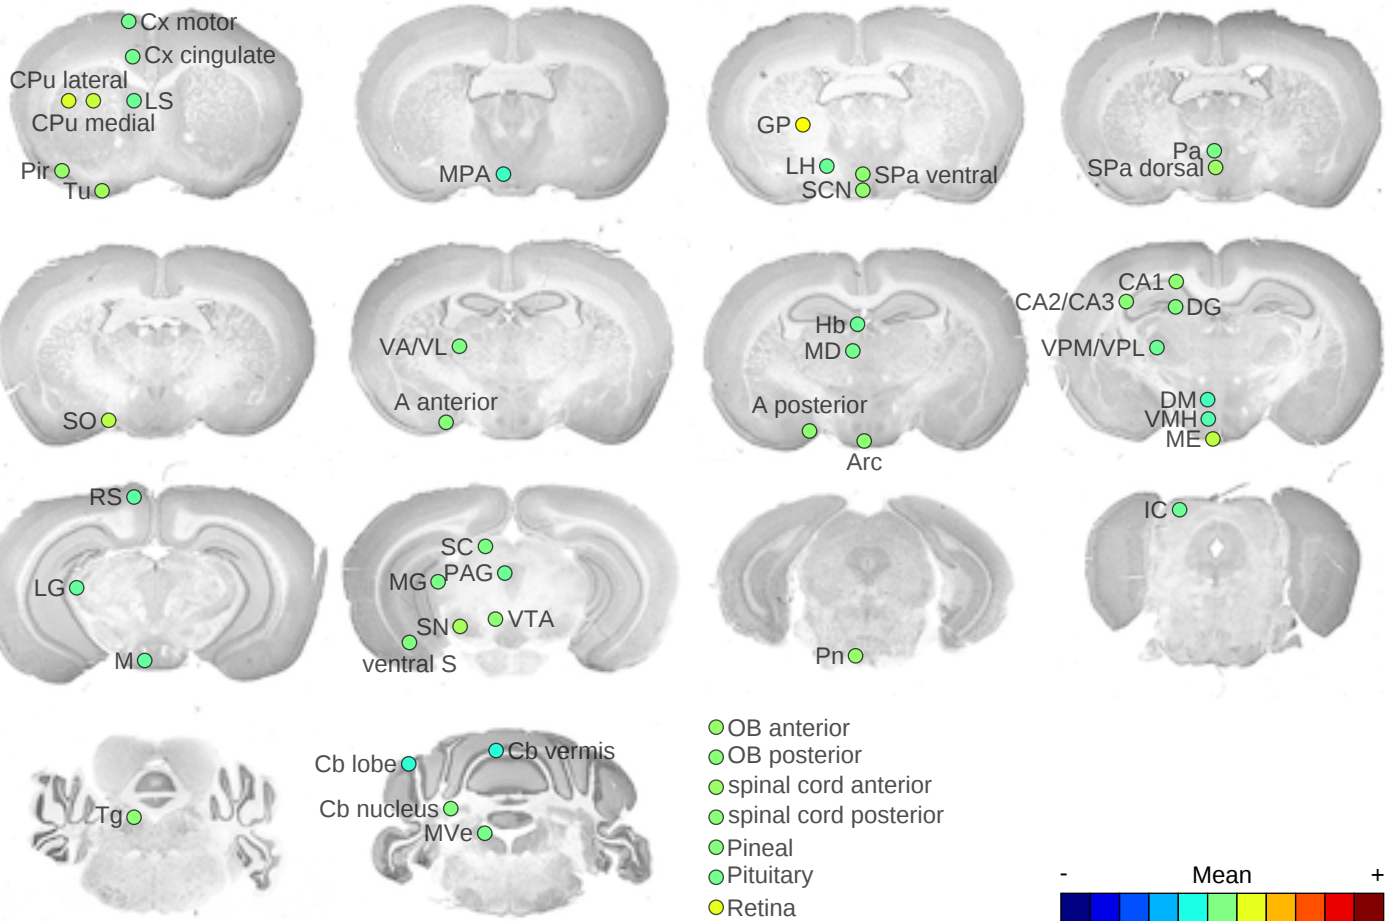 Cx motor
Cx cingulate
CPu lateral
LS
CPu medial
Pir
Tu
MPA
GP
LH
SPa ventral
SCN
Pa
SPa dorsal
SO
VA/VL
A anterior
Hb
MD
A posterior
Arc
CA1
CA2/CA3
DG
VPM/VPL
DM
VMH
ME
RS
LG
M
SC
MG
PAG
SN
VTA
ventral S
Pn
IC
Tg
Cb lobe
Cb vermis
Cb nucleus
MVe
OB anterior
OB posterior
spinal cord anterior
spinal cord posterior
Pineal
Pituitary
Retina
- Mean +